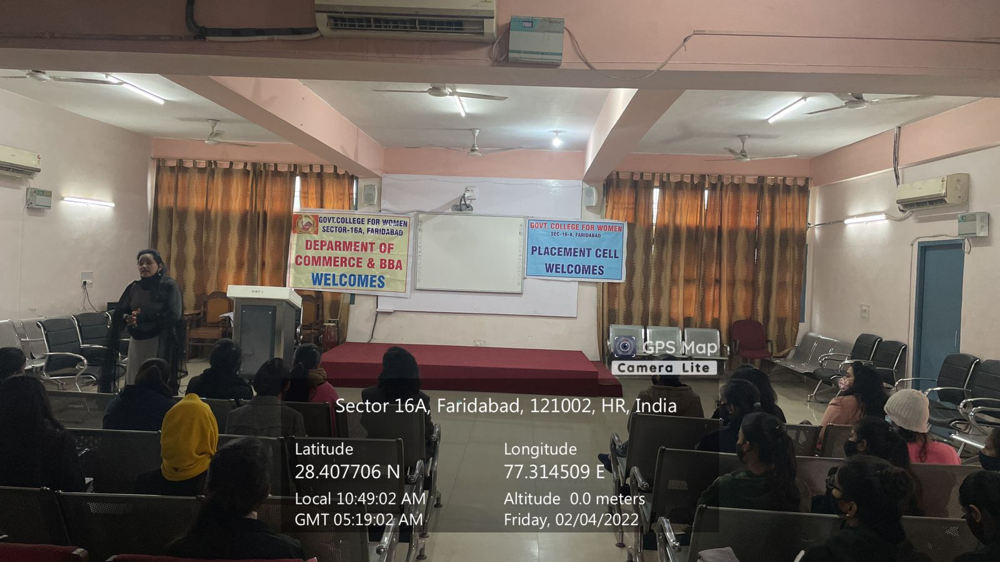 GOVT.COLLEGE FOR WOMEN
SECTOR-16A, FARIDABAD
DEPARMENT OF
COMMERCE & BBA
WELCOMES
GOVT. COLLEGE FOR WOMEN
SEC-16-A, FARIDABAD
PLACEMENT CELL
WELCOMES
GPS Map
Camera Lite
Sector 16A, Faridabad, 121002, HR, India
Latitude
28.407706 N
Longitude
77.314509 E
Local 10:49:02 AM
GMT 05:19:02 AM
Altitude 0.0 meters
Friday, 02/04/2022